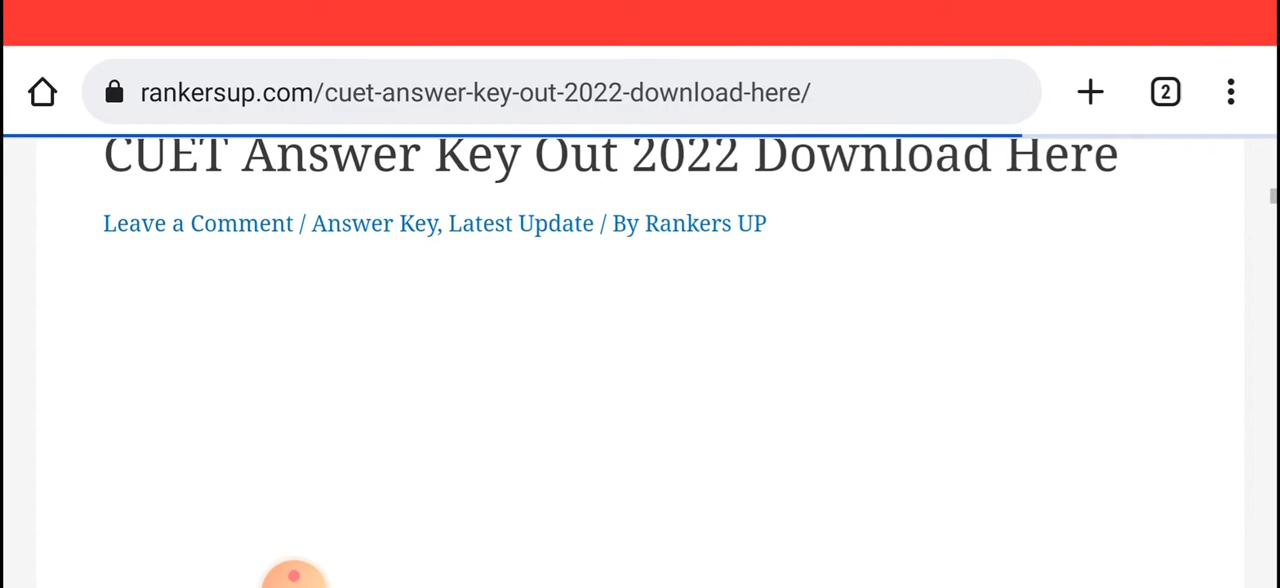 rankersup.com/cuet-answer-key-out-2022-download-here/
2
CUET Answer Key Out 2022 Download Here
Leave a Comment / Answer Key, Latest Update / By Rankers UP